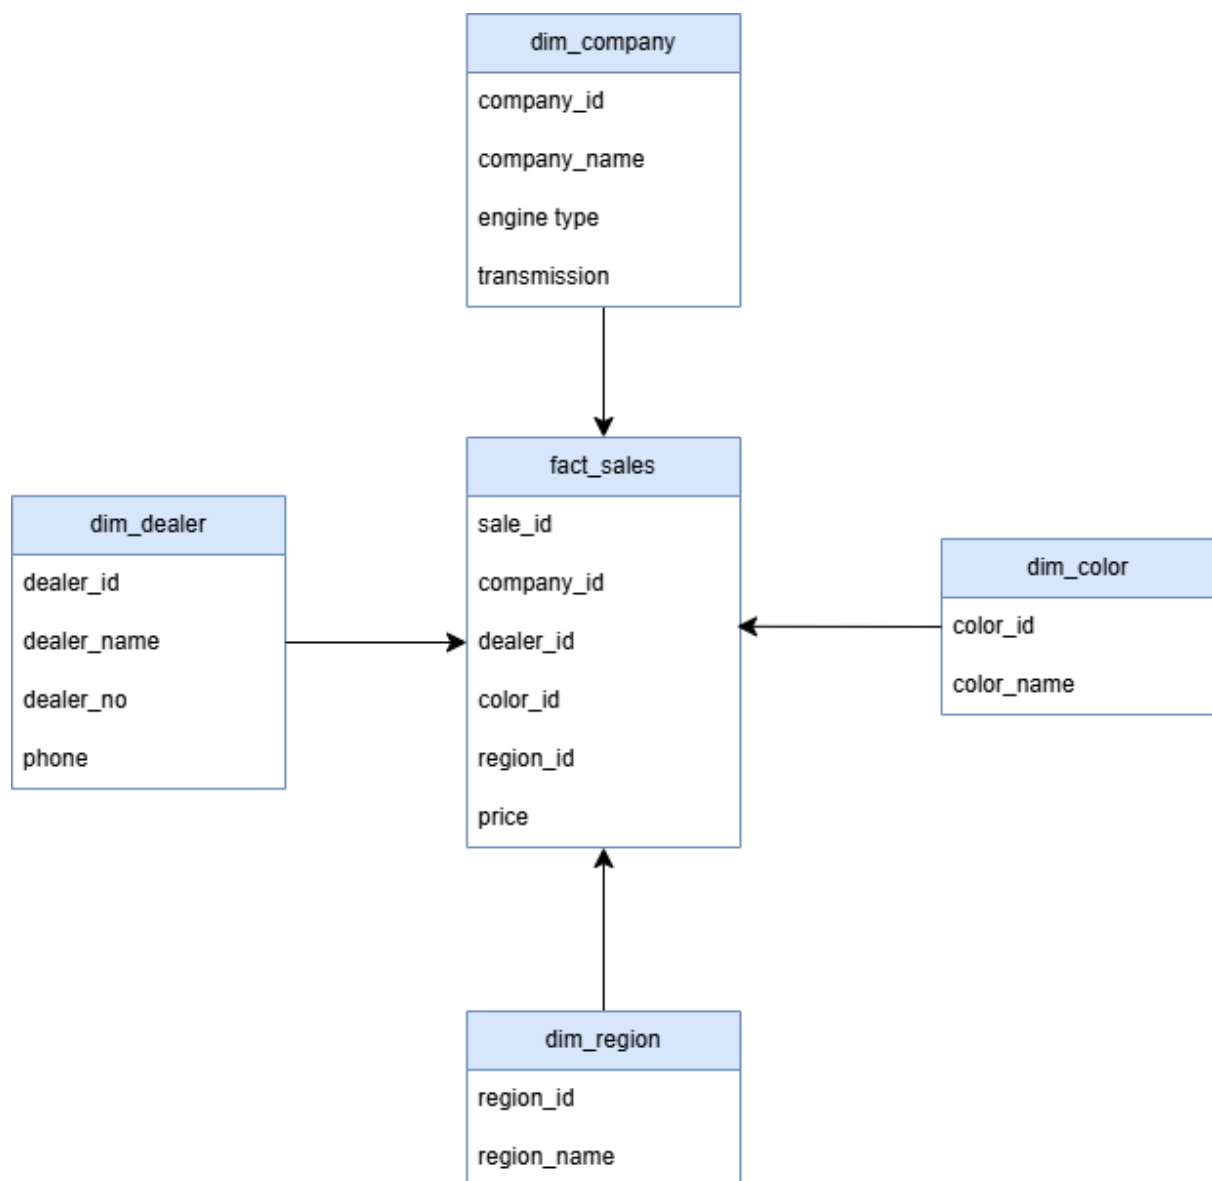 dim_company
company_id
company_name
engine type
transmission
fact_sales
sale_id
company_id
dealer_id
color_id
region_id
price
dim_dealer
dealer_id
dealer_name
dealer_no
phone
dim_color
color_id
color_name
dim_region
region_id
region_name